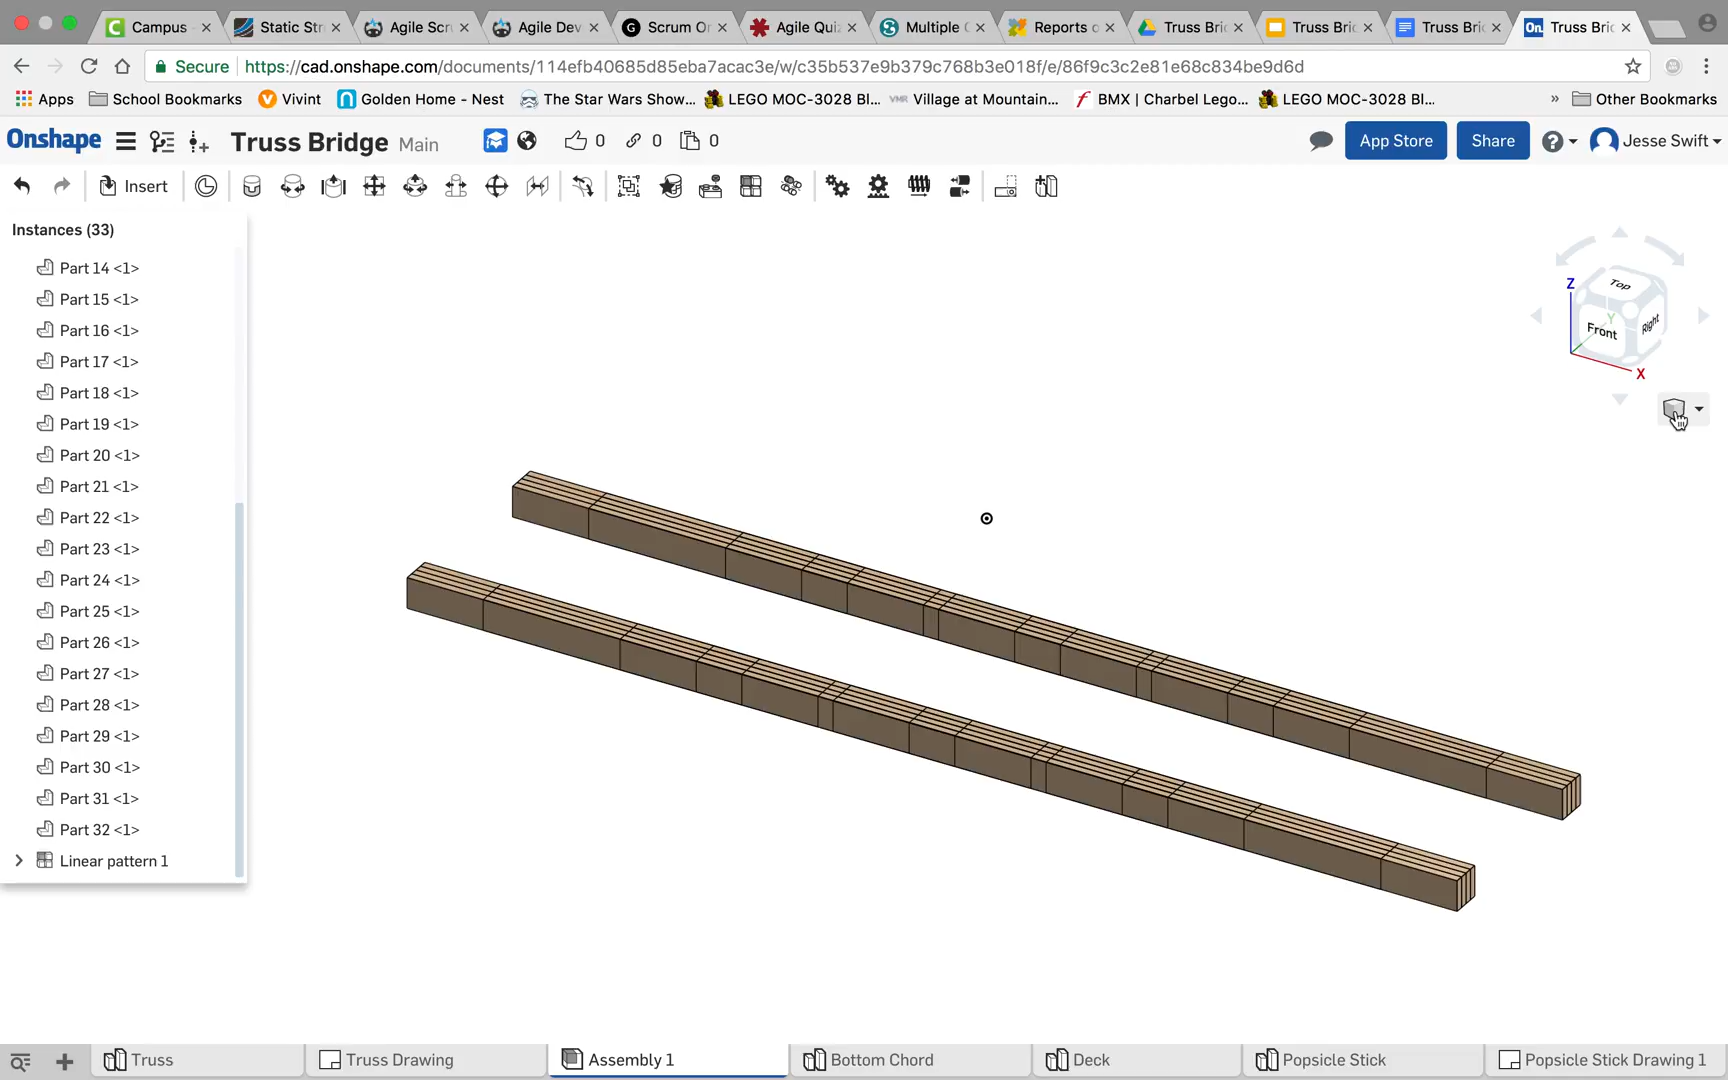 Campus
Static Str
Agile Scr
Agile Dev
Scrum Or
Agile Quiz
Multiple
Reports o
Truss Bri
Truss Bri
Truss Bri
On. Truss Bri
Secure https://cad.onshape.com/documents/114efb40685d85eba7acac3e/w/c35b537e9b379c768b3e018f/e/86f9c3c2e81e68c834be9d6d
Apps School Bookmarks Vivint Golden Home - Nest The Star Wars Show... LEGO MOC-3028 Bl... VMR Village at Mountain... BMX | Charbel Lego... LEGO MOC-3028 Bl... » Other Bookmarks
Onshape Truss Bridge Main 0 0 0 App Store Share Jesse Swift
Insert
Instances (33)
Part 14 <1>
Part 15 <1>
Part 16 <1>
Part 17 <1>
Part 18 <1>
Part 19 <1>
Part 20 <1>
Part 21 <1>
Part 22 <1>
Part 23 <1>
Part 24 <1>
Part 25 <1>
Part 26 <1>
Part 27 <1>
Part 28 <1>
Part 29 <1>
Part 30 <1>
Part 31 <1>
Part 32 <1>
Linear pattern 1
Z
Top
Y
Front
Right
X
Truss
Truss Drawing
Assembly 1
Bottom Chord
Deck
Popsicle Stick
Popsicle Stick Drawing 1